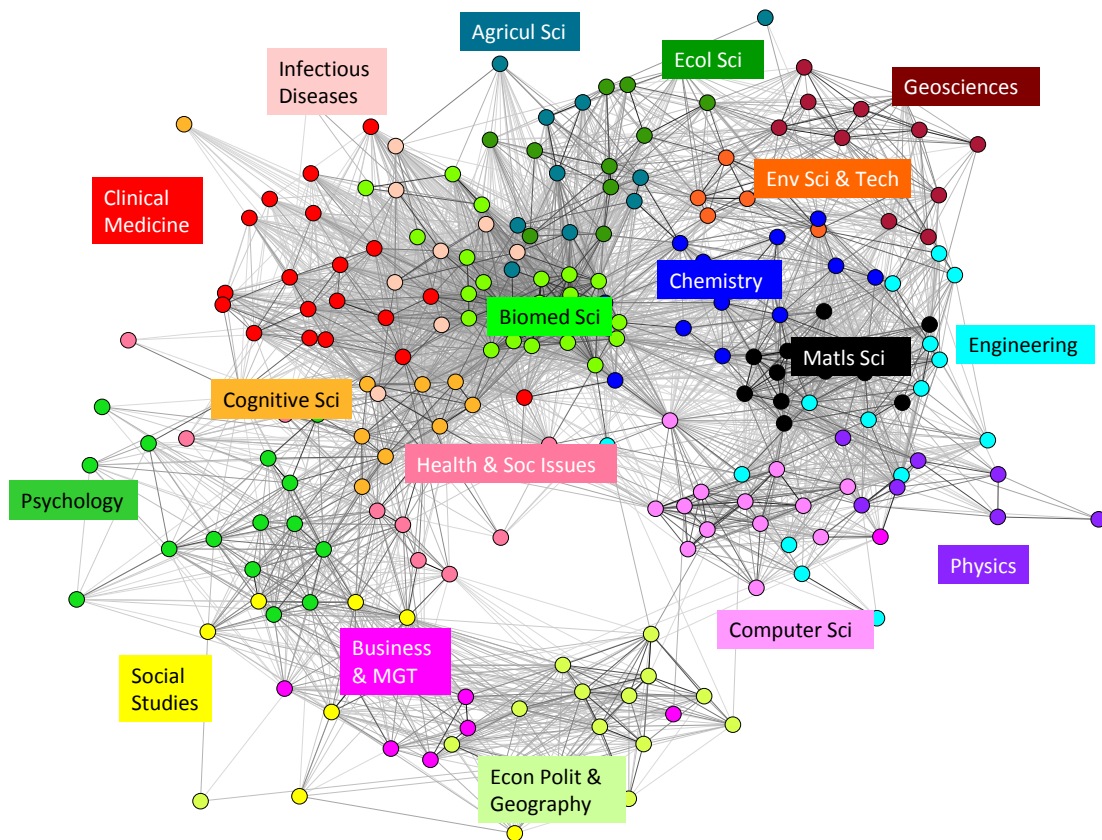 Agricul Sci
Ecol Sci
Infectious
Diseases
Geosciences
Env Sci & Tech
Clinical
Medicine
Chemistry
Biomed Sci
Matls Sci
Engineering
Cognitive Sci
Health & Soc Issues
Psychology
Physics
Computer Sci
Business
& MGT
Social
Studies
Econ Polit &
Geography